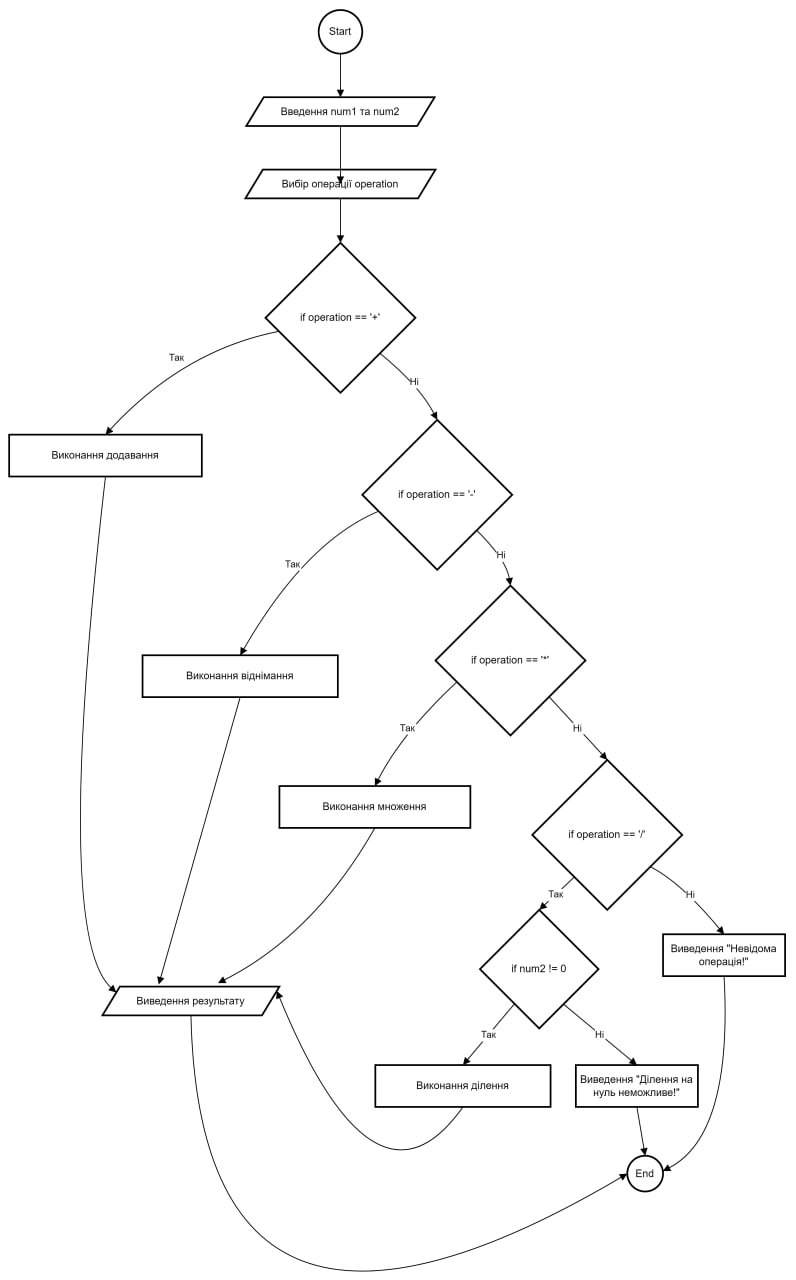 Start
Введення num1 та num2
Вибір операції operation
if operation == '+'
Так
Ні
Виконання додавання
if operation == '-'
Так
Ні
Виконання віднімання
if operation == '*'
Так
Ні
Виконання множення
if operation == '/'
Так
Ні
Виведення "Невідома
операція!"
if num2 != 0
Виведення результату
Так
Ні
Виконання ділення
Виведення "Ділення на
нуль неможливе!"
End